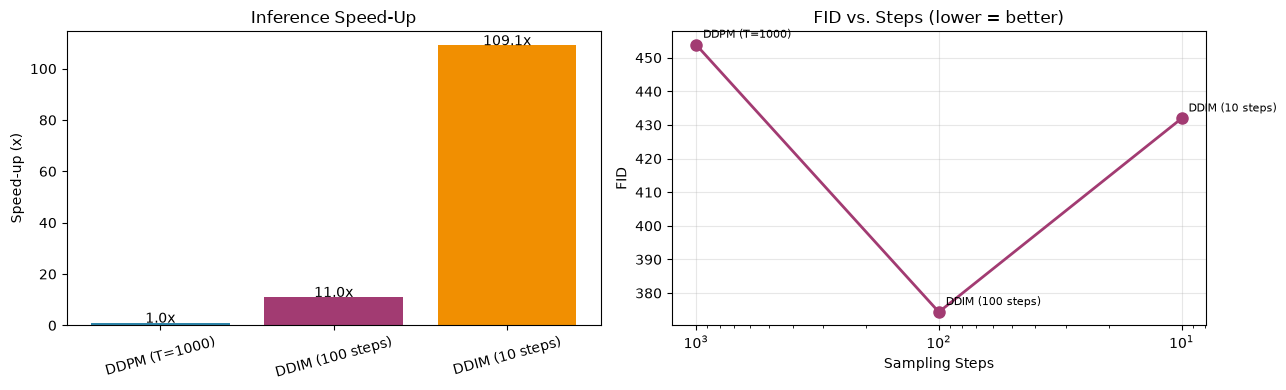 Inference Speed-Up
Speed-up (x)
100
80
60
40
20
0
1.0x
11.0x
109.1x
DDPM (T=1000)
DDIM (100 steps)
DDIM (10 steps)
FID vs. Steps (lower = better)
FID
450
440
430
420
410
400
390
380
DDPM (T=1000)
DDIM (100 steps)
DDIM (10 steps)
10³
10²
10¹
Sampling Steps